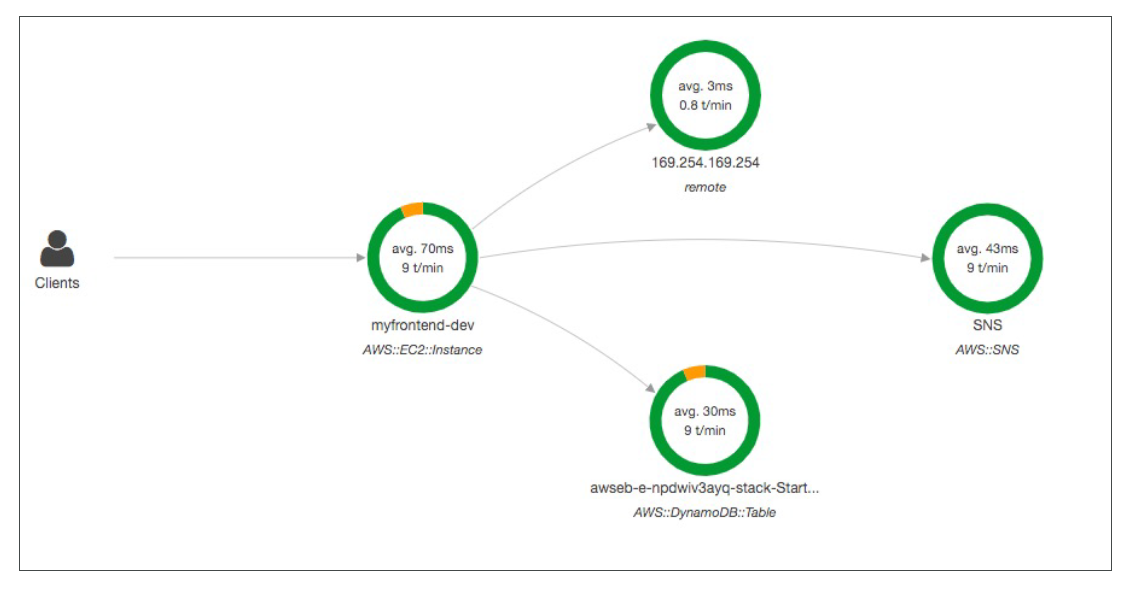 avg. 3ms
0.8 t/min
169.254.169.254
remote
Clients
avg. 70ms
9 t/min
myfrontend-dev
AWS::EC2::Instance
avg. 43ms
9 t/min
SNS
AWS::SNS
avg. 30ms
9 t/min
awseb-e-npdwiv3ayq-stack-Start...
AWS::DynamoDB::Table